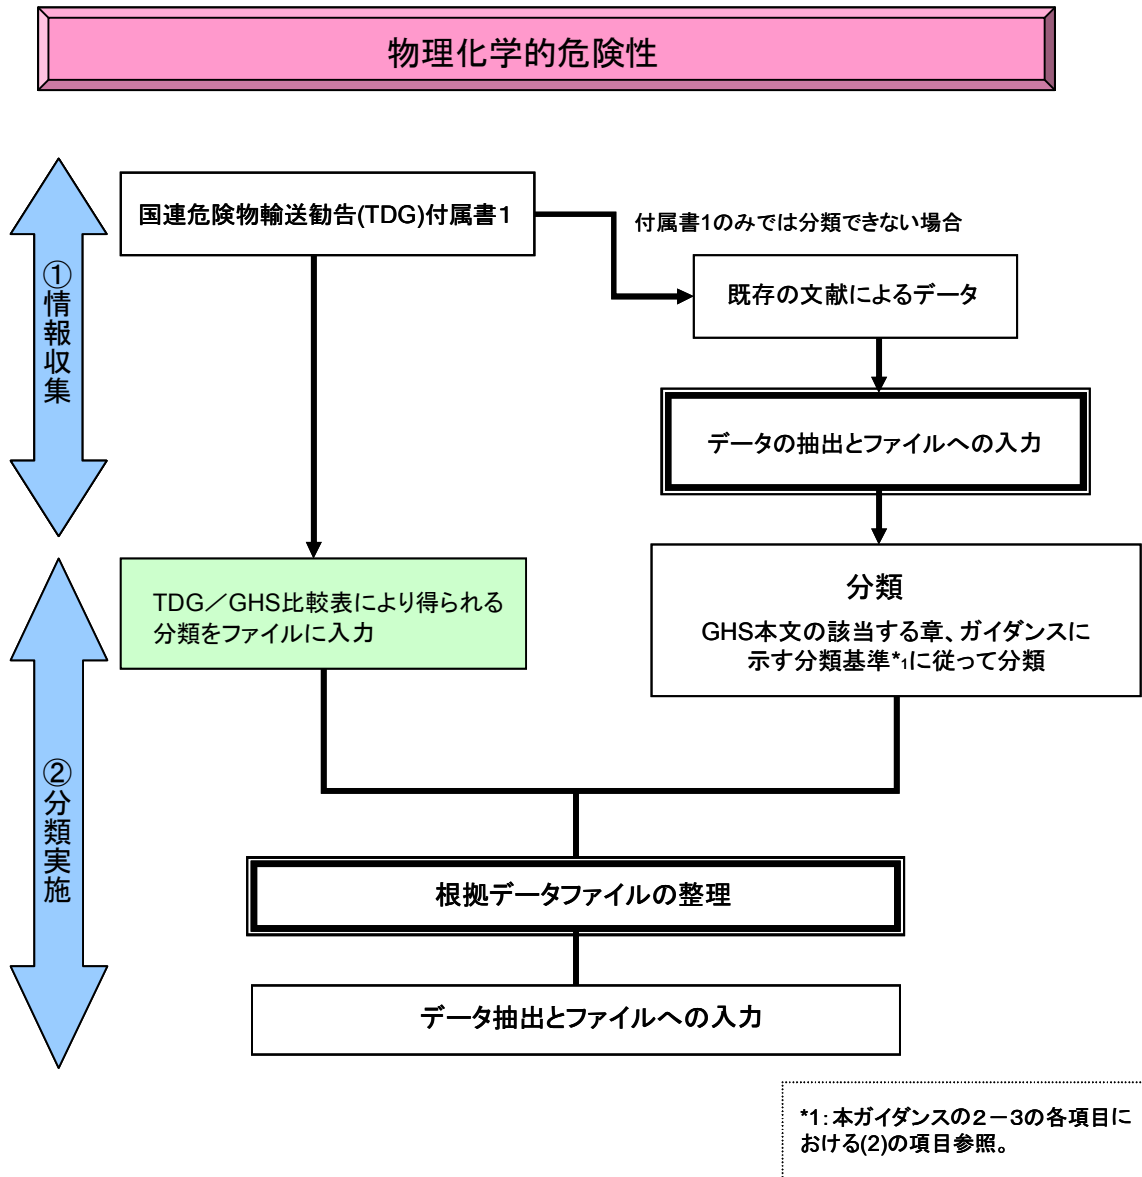 物理化学的危険性
国連危険物輸送勧告(TDG)付属書1
付属書1のみでは分類できない場合
既存の文献によるデータ
①情報収集
データの抽出とファイルへの入力
TDG/GHS比較表により得られる
分類をファイルに入力
分類
GHS本文の該当する章、ガイダンスに
示す分類基準*1に従って分類
②分類実施
根拠データファイルの整理
データ抽出とファイルへの入力
*1:本ガイダンスの2-3の各項目に
おける(2)の項目参照。